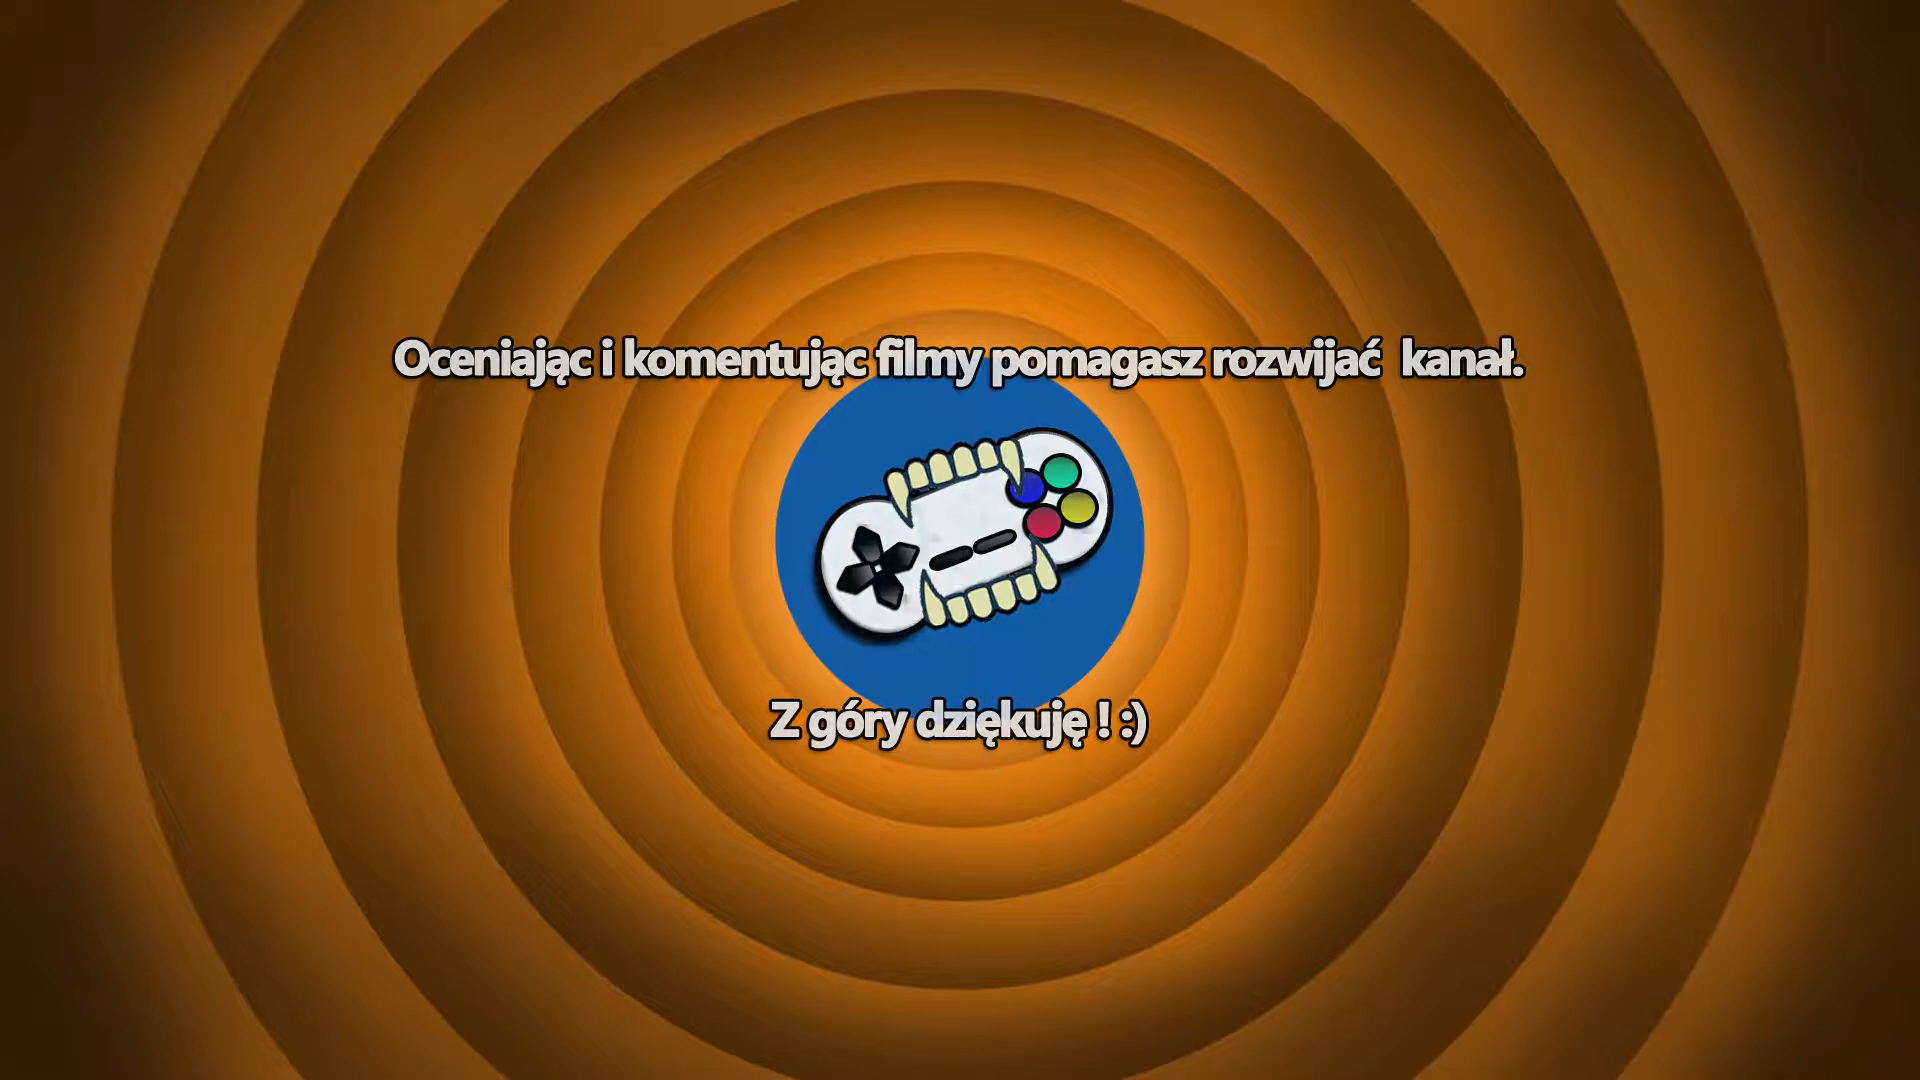 Oceniając i komentując filmy pomagasz rozwijać  kanał.
Z góry dziękuję ! :)